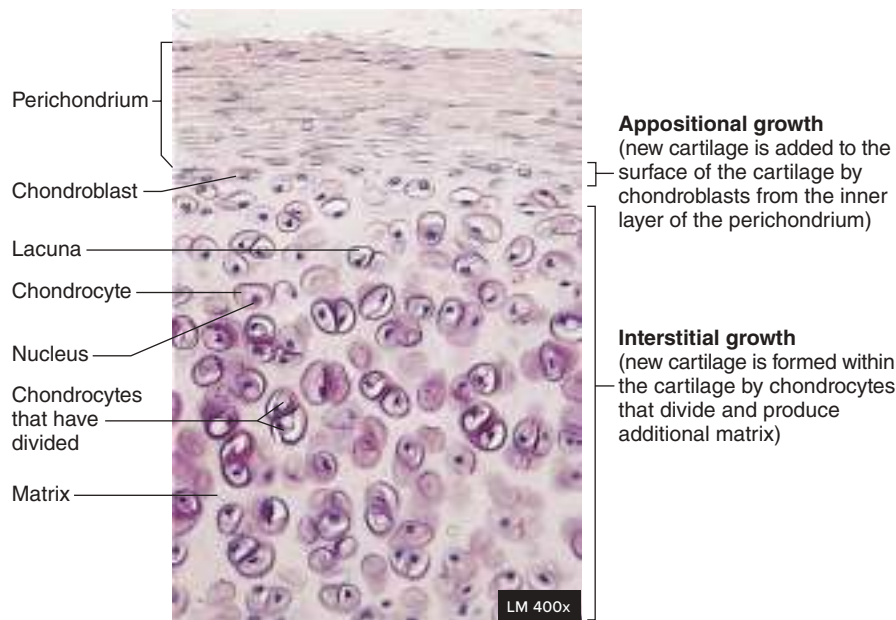 Perichondrium
Chondroblast
Lacuna
Chondrocyte
Nucleus
Chondrocytes
that have
divided
Matrix
Appositional growth
(new cartilage is added to the
surface of the cartilage by
chondroblasts from the inner
layer of the perichondrium)
Interstitial growth
(new cartilage is formed within
the cartilage by chondrocytes
that divide and produce
additional matrix)
LM 400x